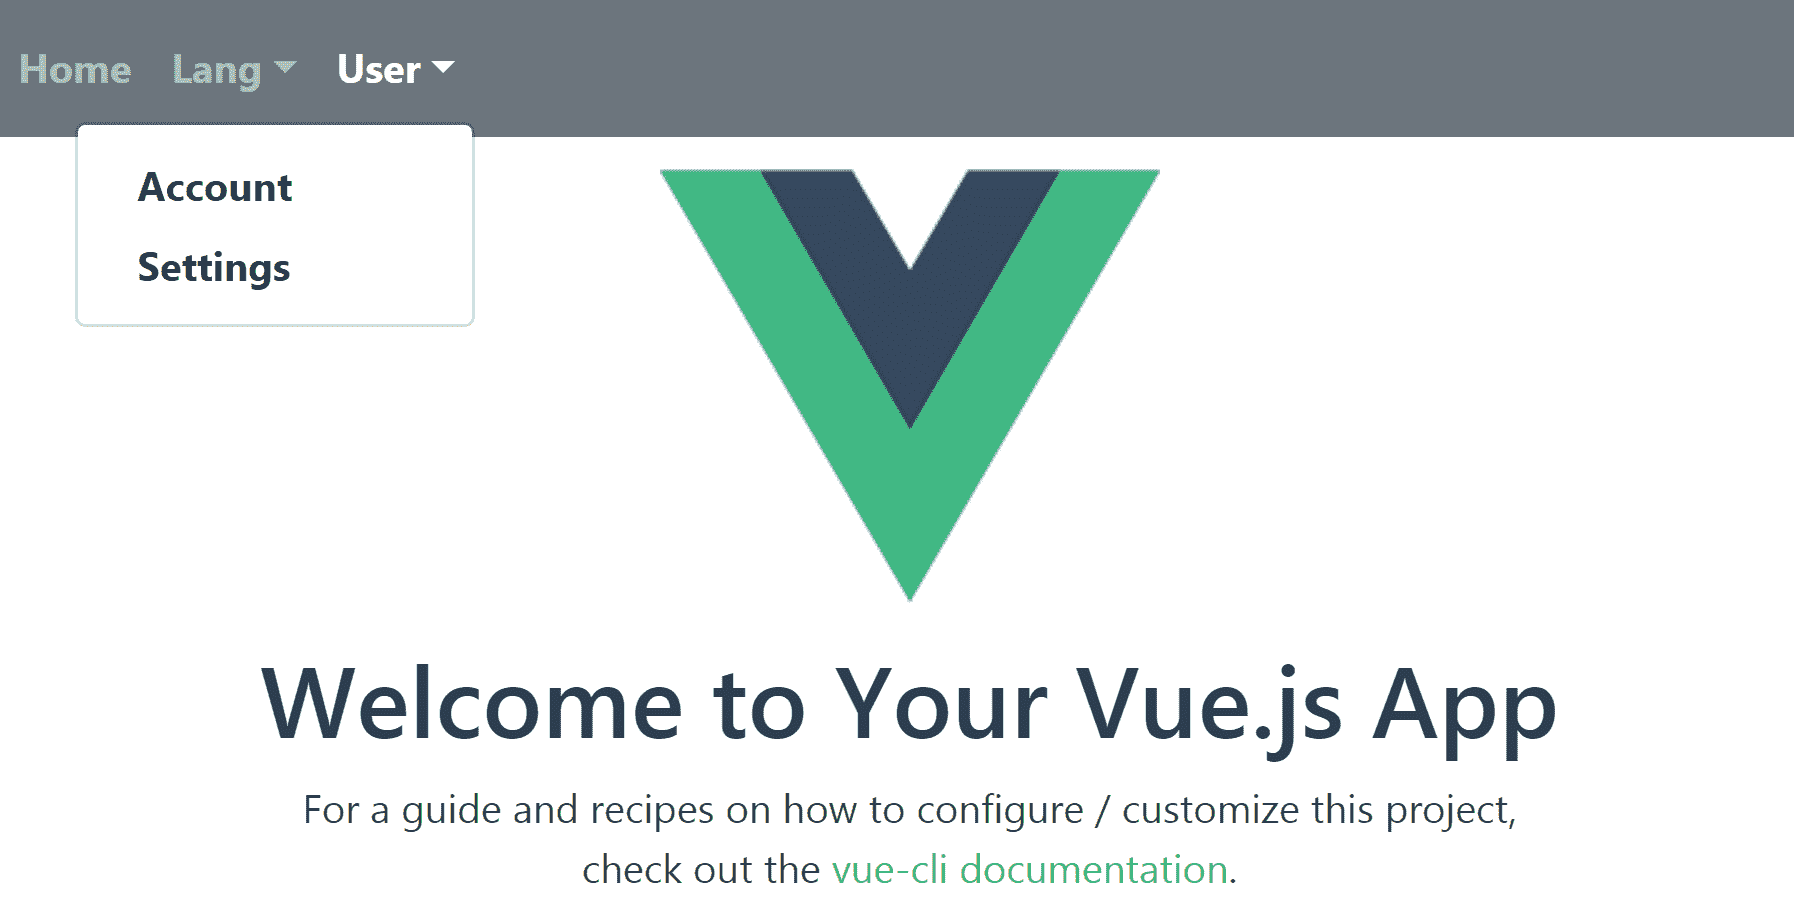 Home Lang User
Account
Settings
Welcome to Your Vue.js App
For a guide and recipes on how to configure / customize this project,
check out the vue-cli documentation.